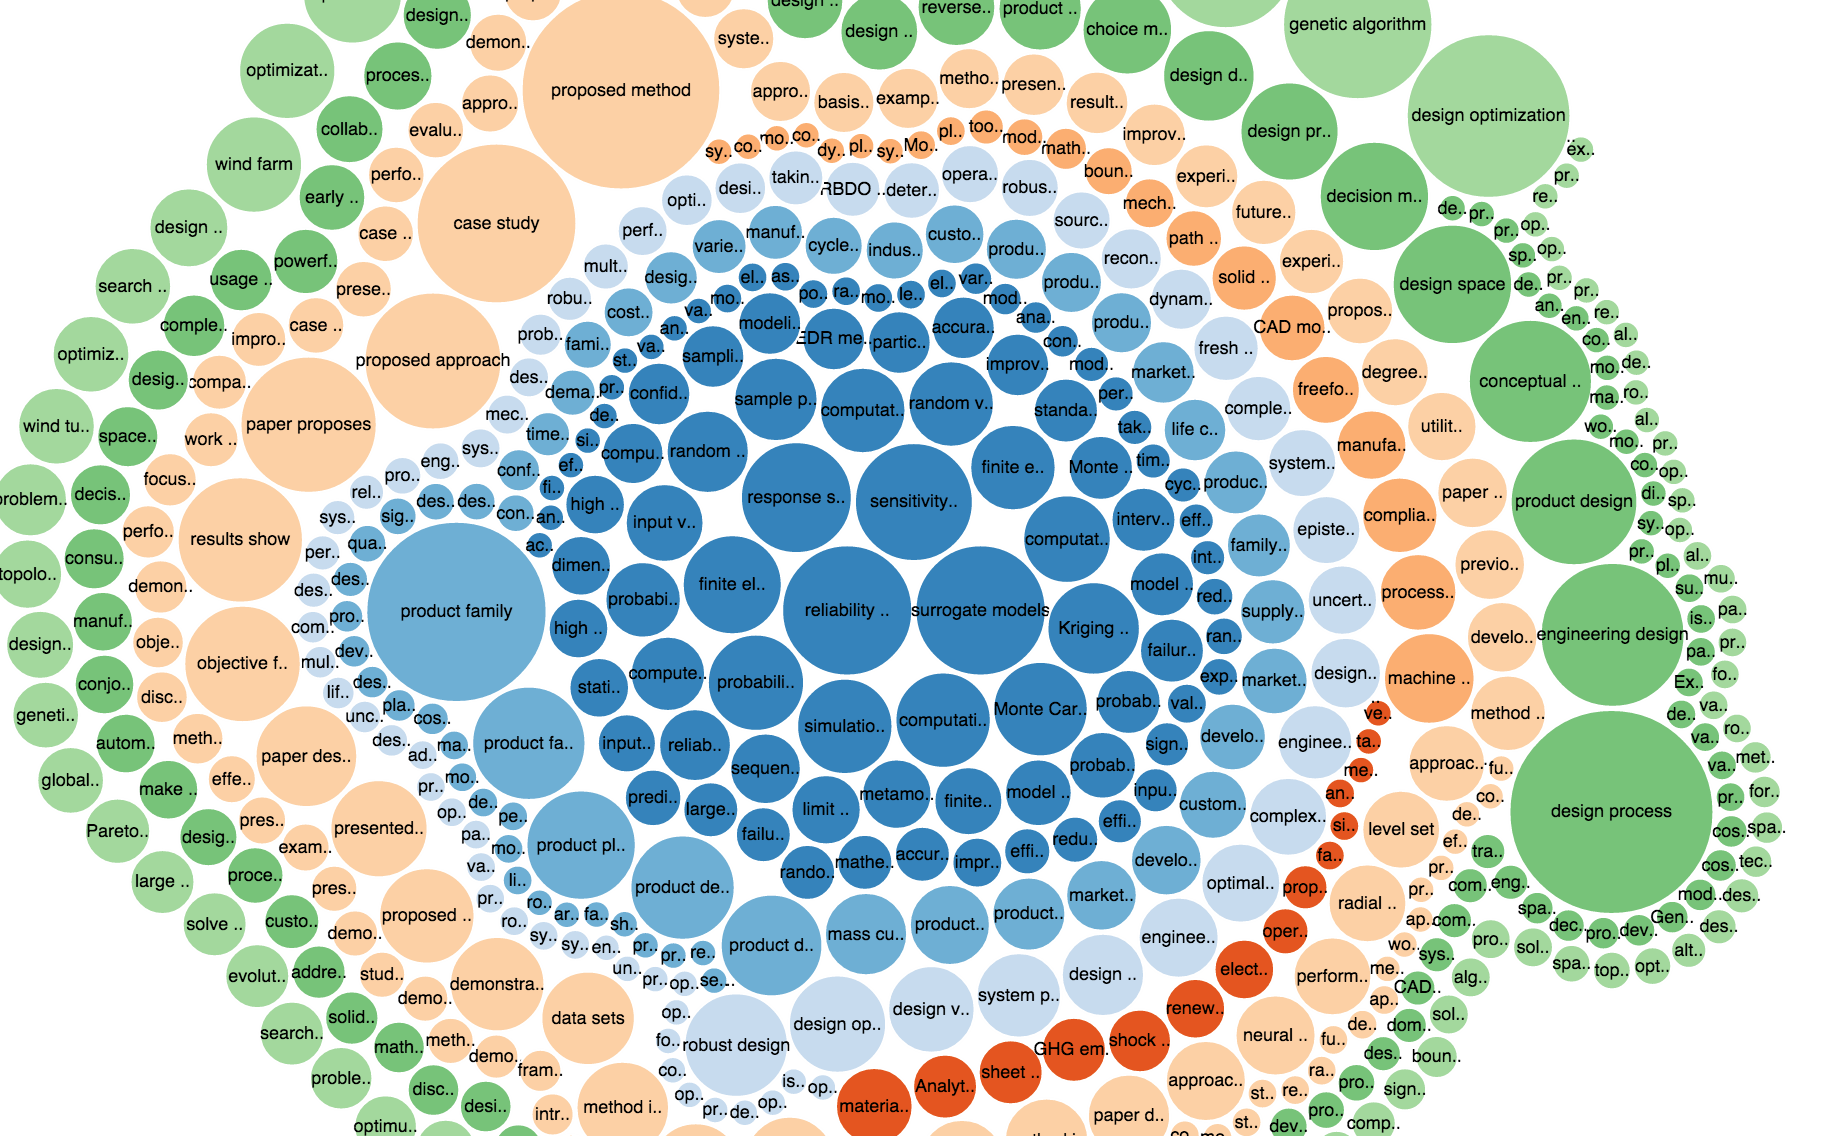 design..
design ..
reverse..
product ..
choice m..
genetic algorithm
demon..
syste..
design ..
optimizat..
proces..
proposed method
appro..
appro..
basis..
examp..
metho..
presen..
result..
design d..
design optimization
collab..
evalu..
improv..
design pr..
sy..
co..
mo..
co..
dy..
pl..
sy..
Mo..
pl..
too..
mod..
math..
boun..
ex..
wind farm
perfo..
early ..
case study
opti..
desi..
takin..
RBDO ..
deter..
opera..
robus..
experi..
decision m..
pr..
re..
design ..
case ..
perf..
varie..
manuf..
cycle..
indus..
custo..
produ..
sourc..
mech..
future..
path ..
de..
pr..
pr..
op..
search ..
usage ..
powerf..
prese..
mult..
desig..
el..
as..
po..
ra..
mo..
le..
el..
var..
mod..
produ..
recon..
solid ..
experi..
design space
sp..
op..
de..
pr..
pr..
comple..
case ..
impro..
robu..
cost..
va..
mo..
modeli..
EDR me..
partic..
accura..
ana..
produ..
dynam..
CAD mo..
propos..
an..
en..
re..
optimiz..
desig..
compa..
proposed approach
prob..
fami..
an..
va..
st..
sampli..
improv..
con..
mod..
market..
fresh ..
degree..
conceptual ..
co..
al..
mo..
de..
wind tu..
space..
work ..
paper proposes
des..
dema..
pr..
de..
confid..
sample p..
computat..
random v..
standa..
per..
tak..
life c..
comple..
freefo..
utilit..
ma..
ro..
wo..
al..
mo..
pr..
mec..
time..
si..
compu..
random ..
finite e..
Monte ..
tim..
cyc..
produc..
system..
manufa..
problem..
decis..
focus..
rel..
pro..
eng..
sys..
conf..
ef..
fi..
high ..
response s..
sensitivity..
paper ..
product design
co..
op..
di..
sp..
consu..
perfo..
results show
sys..
sig..
des..
des..
con..
an..
input v..
computat..
interv..
eff..
family..
episte..
complia..
sy..
op..
topolo..
demon..
per..
qua..
des..
des..
ac..
dimen..
finite el..
model ..
int..
red..
previo..
pr..
pl..
al..
su..
mu..
manuf..
design..
obje..
objective f..
com..
pro..
product family
probabi..
high ..
reliability ..
surrogate models
Kriging ..
failur..
ran..
supply..
uncert..
process..
develo..
engineering design
is..
pa..
pa..
pr..
geneti..
conjo..
disc..
mul..
dev..
lif..
des..
stati..
compute..
probabili..
exp..
market..
design..
machine ..
Ex..
fo..
autom..
meth..
paper des..
unc..
pla..
cos..
product fa..
simulatio..
computati..
Monte Car..
probab..
val..
ve..
method ..
de..
va..
ro..
global..
make ..
effe..
des..
ad..
ma..
input..
reliab..
sequen..
sign..
develo..
enginee..
ta..
me..
approac..
fu..
va..
met..
Pareto..
desig..
pres..
exam..
presented..
pr..
mo..
op..
de..
pe..
predi..
large..
limit ..
metamo..
finite..
model ..
probab..
inpu..
effi..
custom..
complex..
an..
si..
level set
co..
de..
design process
pr..
for..
cos..
spa..
large ..
proce..
pres..
pa..
mo..
va..
li..
product pl..
failu..
rando..
mathe..
accur..
impr..
effi..
redu..
develo..
optimal..
fa..
prop..
ef..
tra..
pr..
cos..
tec..
solve ..
custo..
demo..
proposed ..
pr..
ro..
ro..
ar..
fa..
sh..
product de..
mass cu..
product..
product..
market..
enginee..
oper..
radial ..
pr..
com..
eng..
ap..
com..
spa..
dec..
pro..
dev..
Gen..
mod..
des..
des..
evolut..
addre..
stud..
demonstra..
sy..
sy..
en..
pr..
pr..
re..
product d..
un..
pr..
op..
se..
design ..
elect..
perform..
wo..
me..
sys..
pro..
sol..
spa..
top..
opt..
alt..
search..
solid..
demo..
data sets
op..
robust design
design op..
design v..
system p..
renew..
neural ..
ap..
CAD..
alg..
proble..
math..
meth..
demo..
fram..
fo..
co..
shock ..
GHG em..
sheet ..
fu..
de..
dom..
sol..
des..
boun..
optimu..
disc..
desi..
intr..
method i..
op..
pr..
de..
op..
is..
op..
materia..
Analyt..
paper d..
approac..
st..
re..
ra..
pro..
sign..
st..
dev..
pro..
comp..